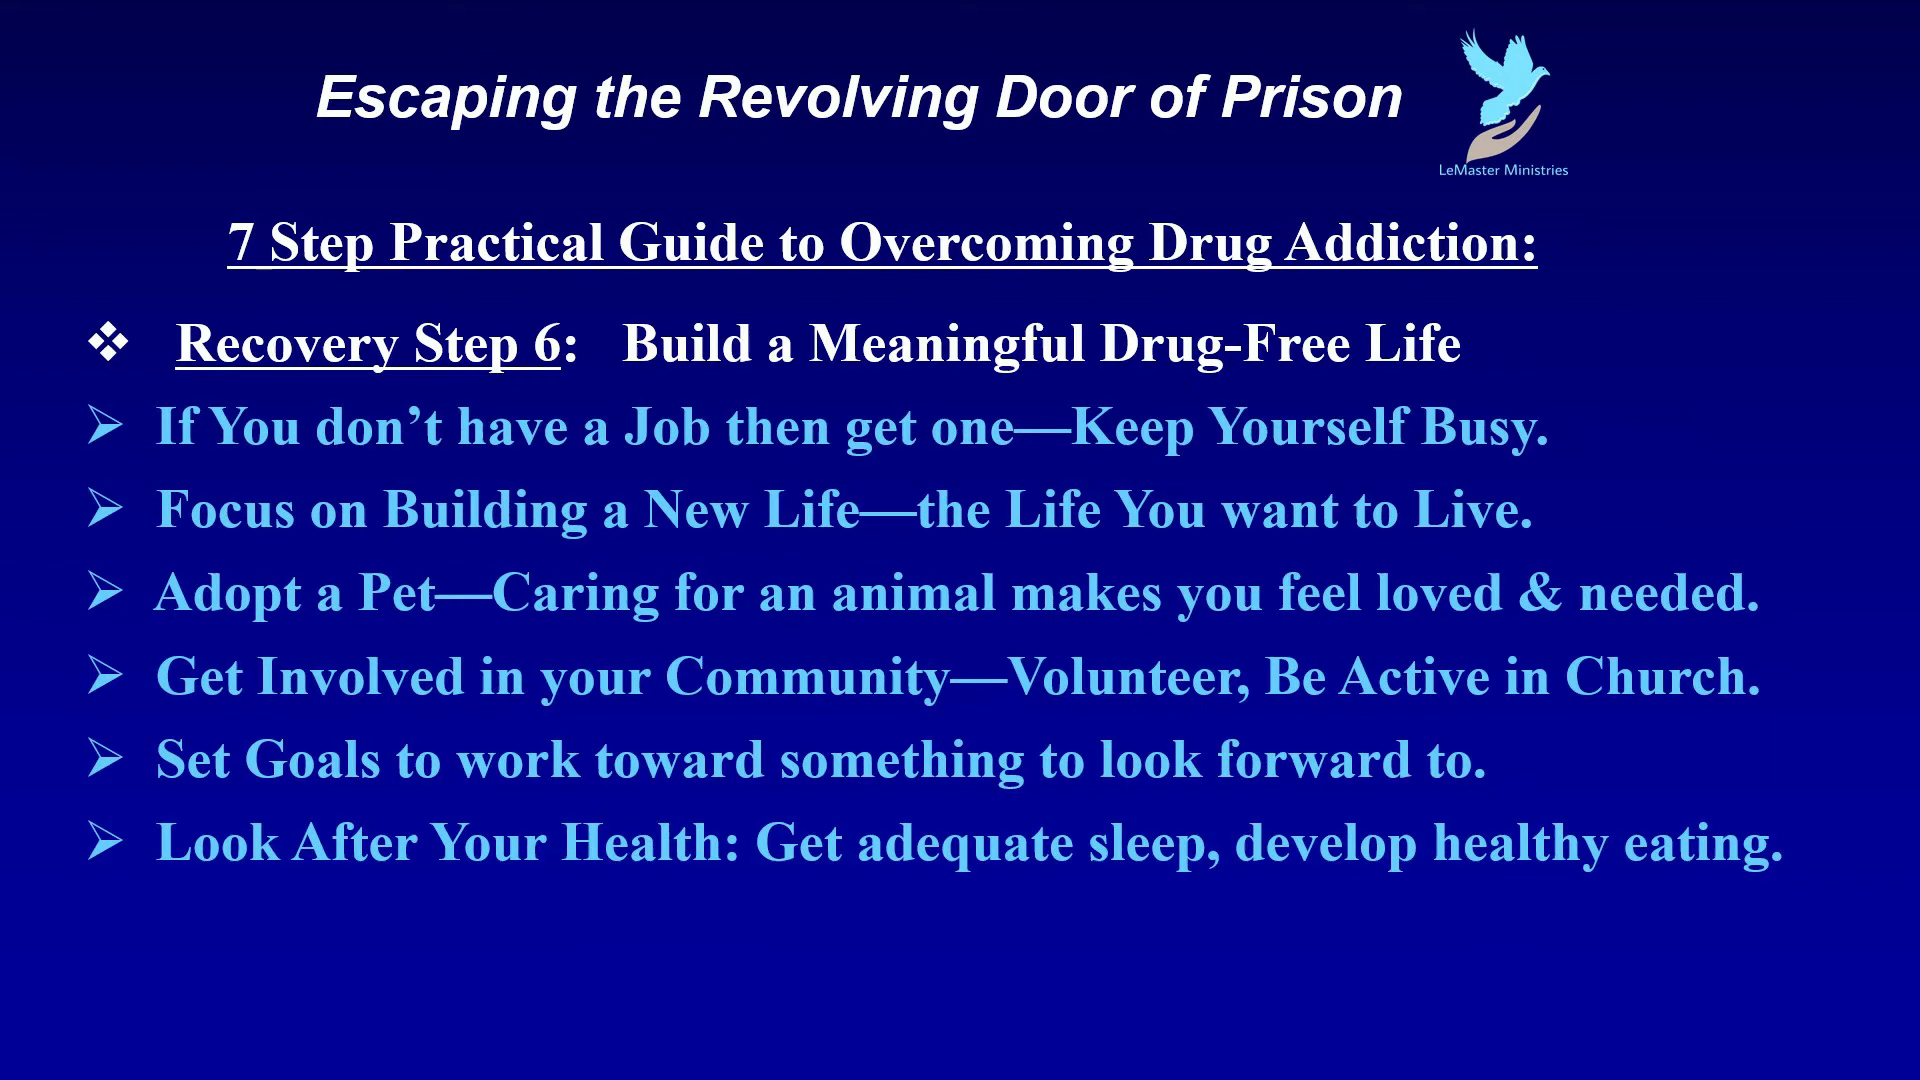 Escaping the Revolving Door of Prison
LeMaster Ministries
7 Step Practical Guide to Overcoming Drug Addiction:
❖ Recovery Step 6: Build a Meaningful Drug-Free Life
➢ If You don’t have a Job then get one—Keep Yourself Busy.
➢ Focus on Building a New Life—the Life You want to Live.
➢ Adopt a Pet—Caring for an animal makes you feel loved & needed.
➢ Get Involved in your Community—Volunteer, Be Active in Church.
➢ Set Goals to work toward something to look forward to.
➢ Look After Your Health: Get adequate sleep, develop healthy eating.